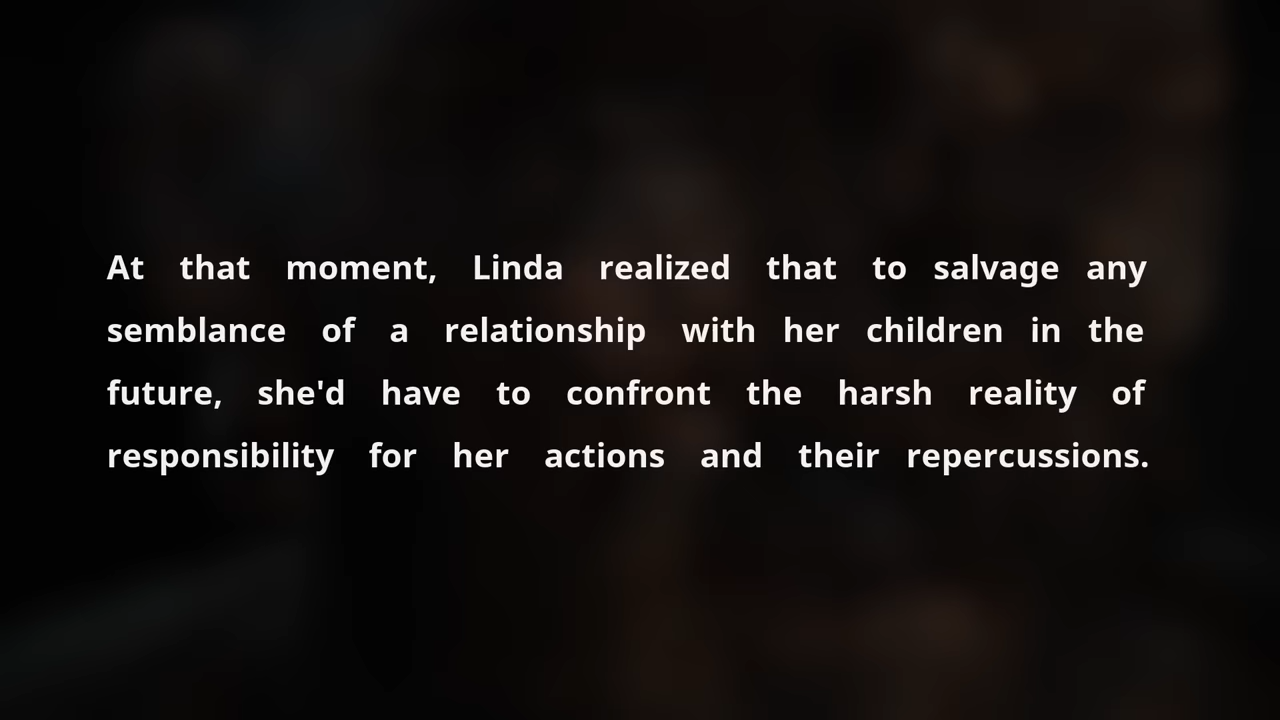 At that moment, Linda realized that to salvage any
semblance of a relationship with her children in the
future, she'd have to confront the harsh reality of
responsibility for her actions and their repercussions.